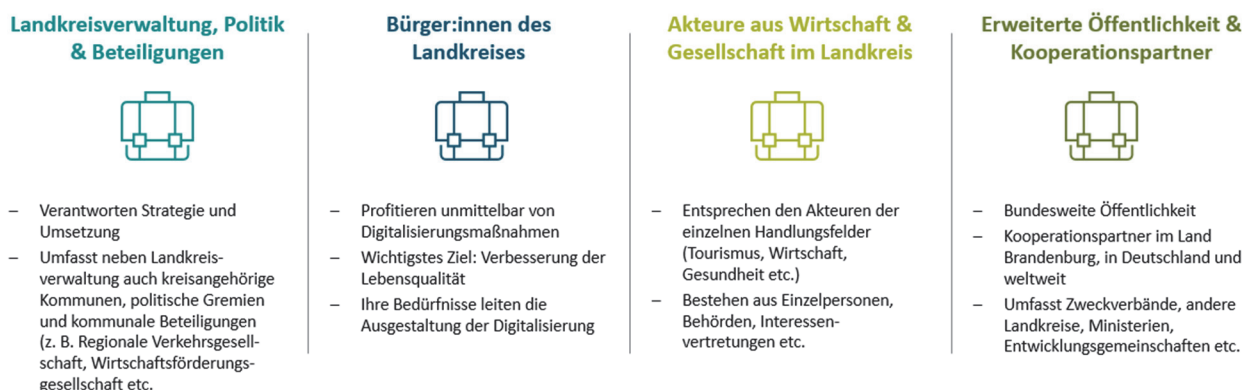 Landkreisverwaltung, Politik
& Beteiligungen
– Verantworten Strategie und
Umsetzung
– Umfasst neben Landkreis-
verwaltung auch kreisangehörige
Kommunen, politische Gremien
und kommunale Beteiligungen
(z. B. Regionale Verkehrsgesell-
schaft, Wirtschaftsförderungs-
gesellschaft etc.
Bürger:innen des
Landkreises
– Profitieren unmittelbar von
Digitalisierungsmaßnahmen
– Wichtigstes Ziel: Verbesserung der
Lebensqualität
– Ihre Bedürfnisse leiten die
Ausgestaltung der Digitalisierung
Akteure aus Wirtschaft &
Gesellschaft im Landkreis
– Entsprechen den Akteuren der
einzelnen Handlungsfelder
(Tourismus, Wirtschaft,
Gesundheit etc.)
– Bestehen aus Einzelpersonen,
Behörden, Interessen-
vertretungen etc.
Erweiterte Öffentlichkeit &
Kooperationspartner
– Bundesweite Öffentlichkeit
– Kooperationspartner im Land
Brandenburg, in Deutschland und
weltweit
– Umfasst Zweckverbände, andere
Landkreise, Ministerien,
Entwicklungsgemeinschaften etc.